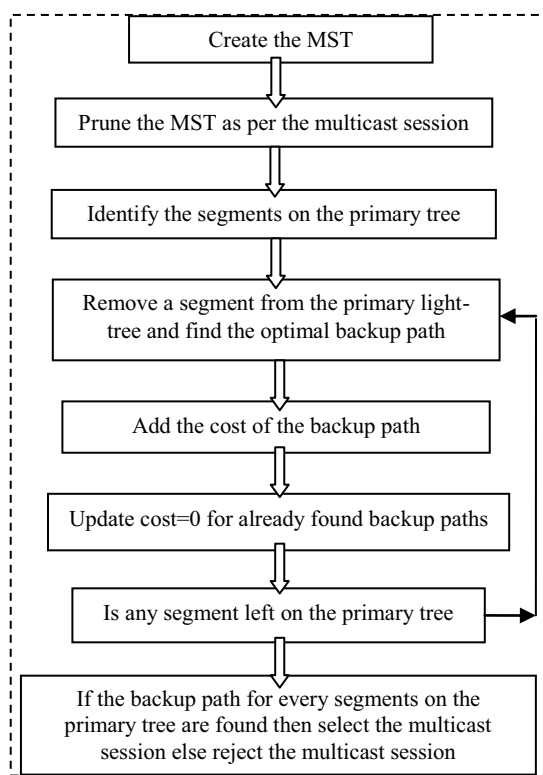 Create the MST
Prune the MST as per the multicast session
Identify the segments on the primary tree
Remove a segment from the primary light-
tree and find the optimal backup path
Add the cost of the backup path
Update cost=0 for already found backup paths
Is any segment left on the primary tree
If the backup path for every segments on the
primary tree are found then select the multicast
session else reject the multicast session